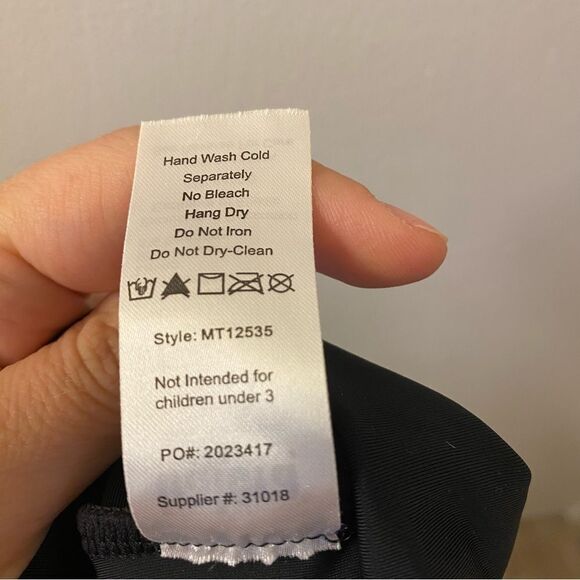 Hand Wash Cold
Separately
No Bleach
Hang Dry
Do Not Iron
Do Not Dry-Clean
Style: MT12535
Not Intended for
children under 3
PO#: 2023417
Supplier #: 31018